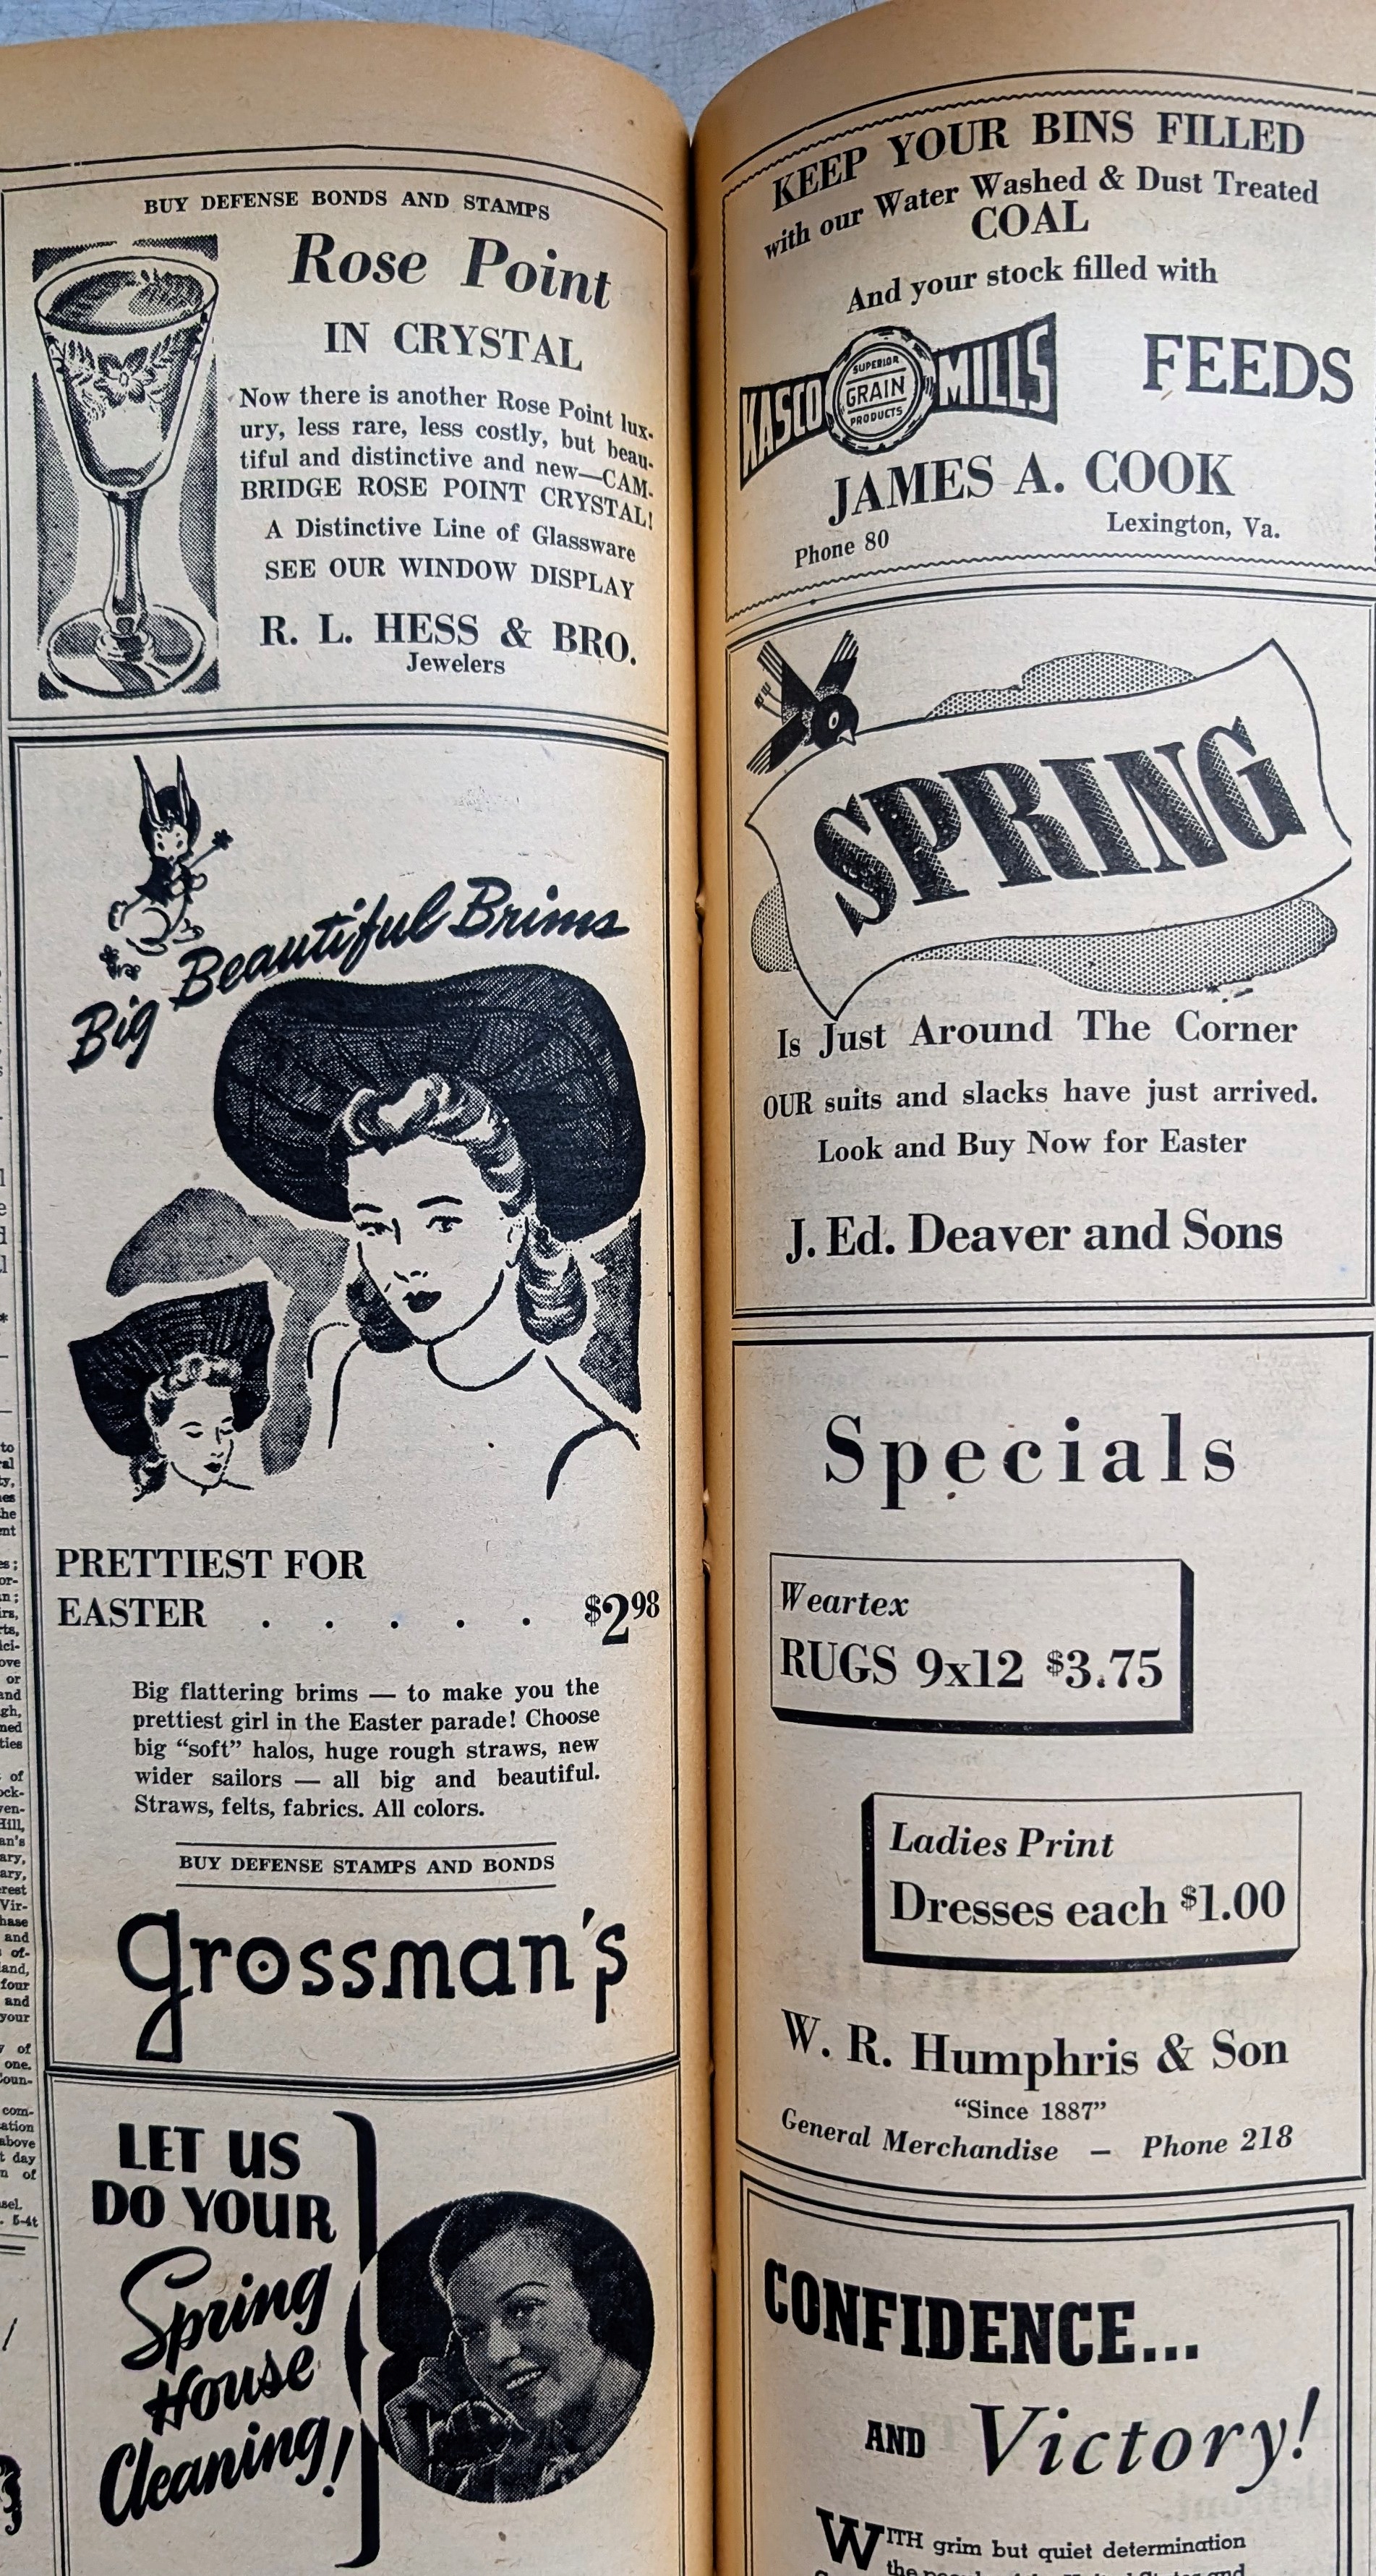 BUY DEFENSE BONDS AND STAMPS
Rose Point
IN CRYSTAL
Now there is another Rose Point lux-
ury, less rare, less costly, but beau-
tiful and distinctive and new—CAM-
BRIDGE ROSE POINT CRYSTAL!
A Distinctive Line of Glassware
SEE OUR WINDOW DISPLAY
R. L. HESS & BRO.
Jewelers
Big Beautiful Brims
PRETTIEST FOR
EASTER . . . . . $2 98
Big flattering brims — to make you the
prettiest girl in the Easter parade! Choose
big “soft” halos, huge rough straws, new
wider sailors — all big and beautiful.
Straws, felts, fabrics. All colors.
BUY DEFENSE STAMPS AND BONDS
grossman's
LET US
DO YOUR
Spring
House
Cleaning!
KEEP YOUR BINS FILLED
with our Water Washed & Dust Treated
COAL
And your stock filled with
KASCO SUPERIOR GRAIN PRODUCTS MILLS FEEDS
JAMES A. COOK
Phone 80 Lexington, Va.
SPRING
Is Just Around The Corner
OUR suits and slacks have just arrived.
Look and Buy Now for Easter
J. Ed. Deaver and Sons
Specials
Weartex
RUGS 9x12 $3.75
Ladies Print
Dresses each $1.00
W. R. Humphris & Son
“Since 1887”
General Merchandise — Phone 218
CONFIDENCE...
AND Victory!
WITH grim but quiet determination